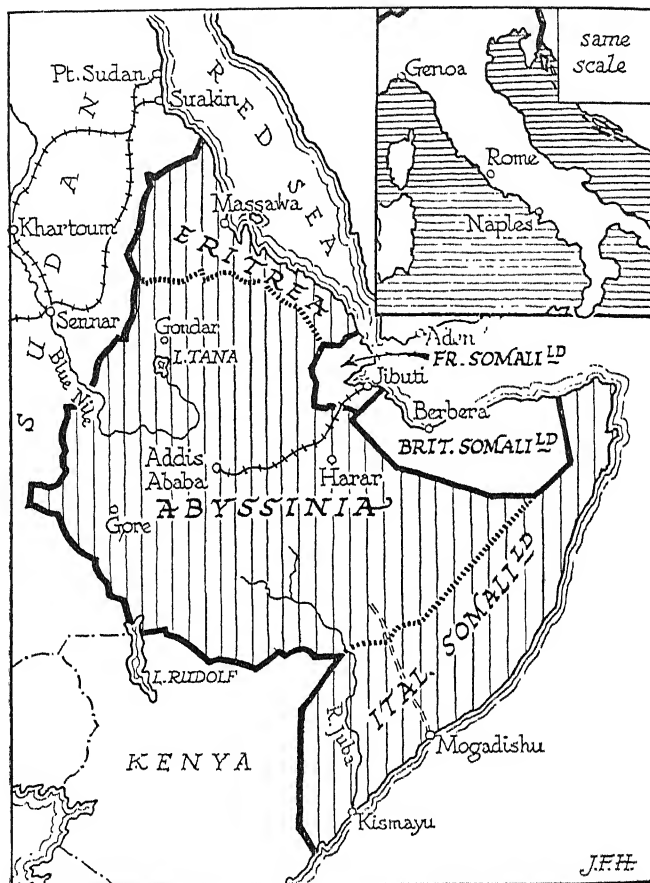 same
scale
Genoa
Rome
Naples
Pt. Sudan
Suakin
RED SEA
SUDAN
Khartoum
Massawa
ERITREA
Sennar
Gondar
L.TANA
Blue Nile
Aden
FR. SOMALI LD
Jibuti
Berbera
BRIT. SOMALI LD
Addis
Ababa
Harar
ABYSSINIA
Gore
ITAL. SOMALI LD
L. RUDOLF
R. Juba
KENYA
Mogadishu
Kismayu
J.F.H.